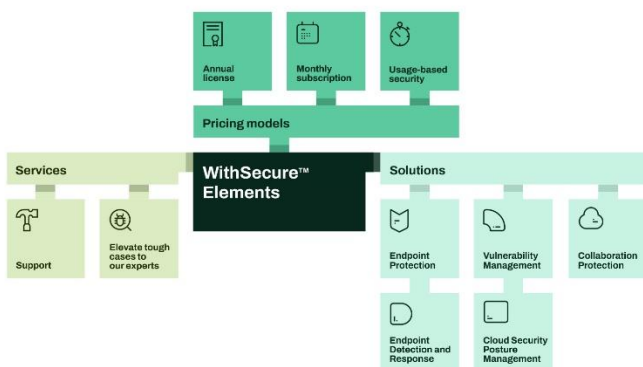 Annual
license
Monthly
subscription
Usage-based
security
Pricing models
Services
WithSecure™
Elements
Solutions
Support
Elevate tough
cases to
our experts
Endpoint
Protection
Vulnerability
Management
Collaboration
Protection
Endpoint
Detection and
Response
Cloud Security
Posture
Management